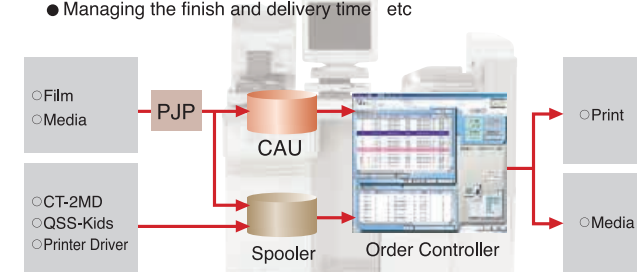 ● Managing the finish and delivery time etc
○Film
○Media
PJP
CAU
○Print
○CT-2MD
○QSS-Kids
○Printer Driver
Spooler
Order Controller
○Media